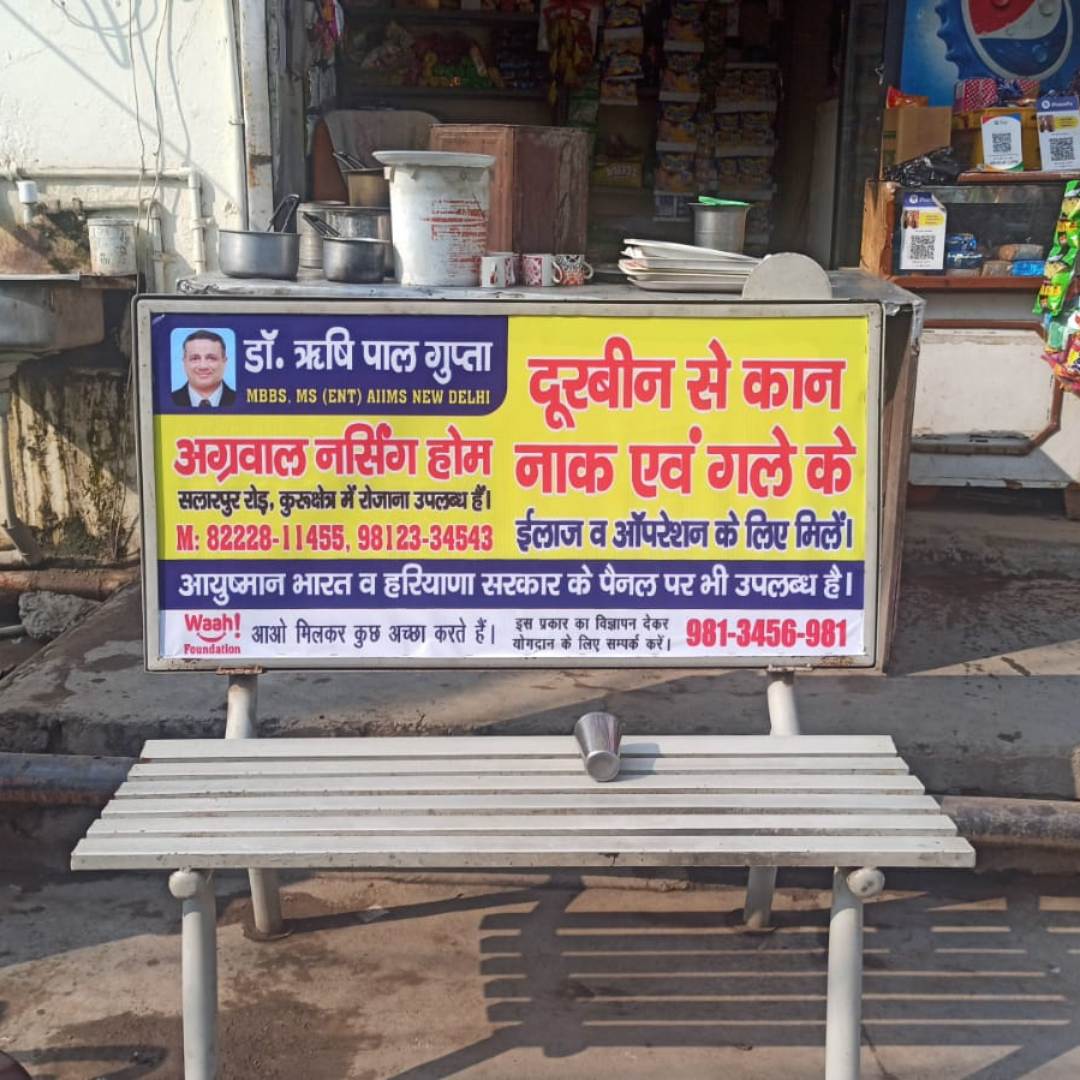 डॉ. ऋषि पाल गुप्ता
MBBS, MS (ENT) AIIMS NEW DELHI
अग्रवाल नर्सिंग होम
सलारपुर रोड़, कुरूक्षेत्र में रोजाना उपलब्ध हैं।
M: 82228-11455, 98123-34543
दूरबीन से कान
नाक एवं गले के
ईलाज व ऑपरेशन के लिए मिलें।
आयुष्मान भारत व हरियाणा सरकार के पैनल पर भी उपलब्ध है।
Waah!
Foundation
आओ मिलकर कुछ अच्छा करते हैं।
इस प्रकार का विज्ञापन देकर
योगदान के लिए सम्पर्क करें।
981-3456-981